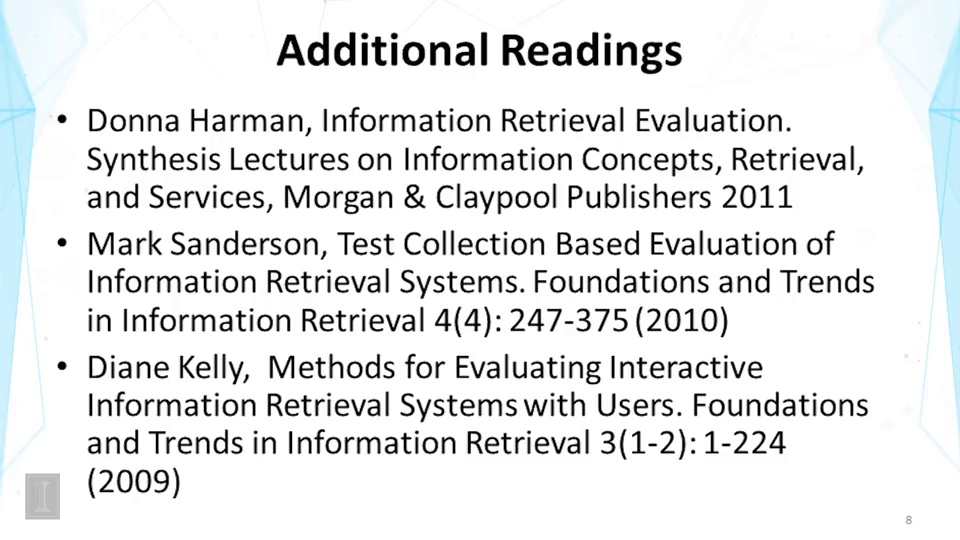 Additional Readings
• Donna Harman, Information Retrieval Evaluation.
Synthesis Lectures on Information Concepts, Retrieval,
and Services, Morgan & Claypool Publishers 2011
• Mark Sanderson, Test Collection Based Evaluation of
Information Retrieval Systems. Foundations and Trends
in Information Retrieval 4(4): 247-375 (2010)
• Diane Kelly,  Methods for Evaluating Interactive
Information Retrieval Systems with Users. Foundations
and Trends in Information Retrieval 3(1-2): 1-224
(2009)
I
8